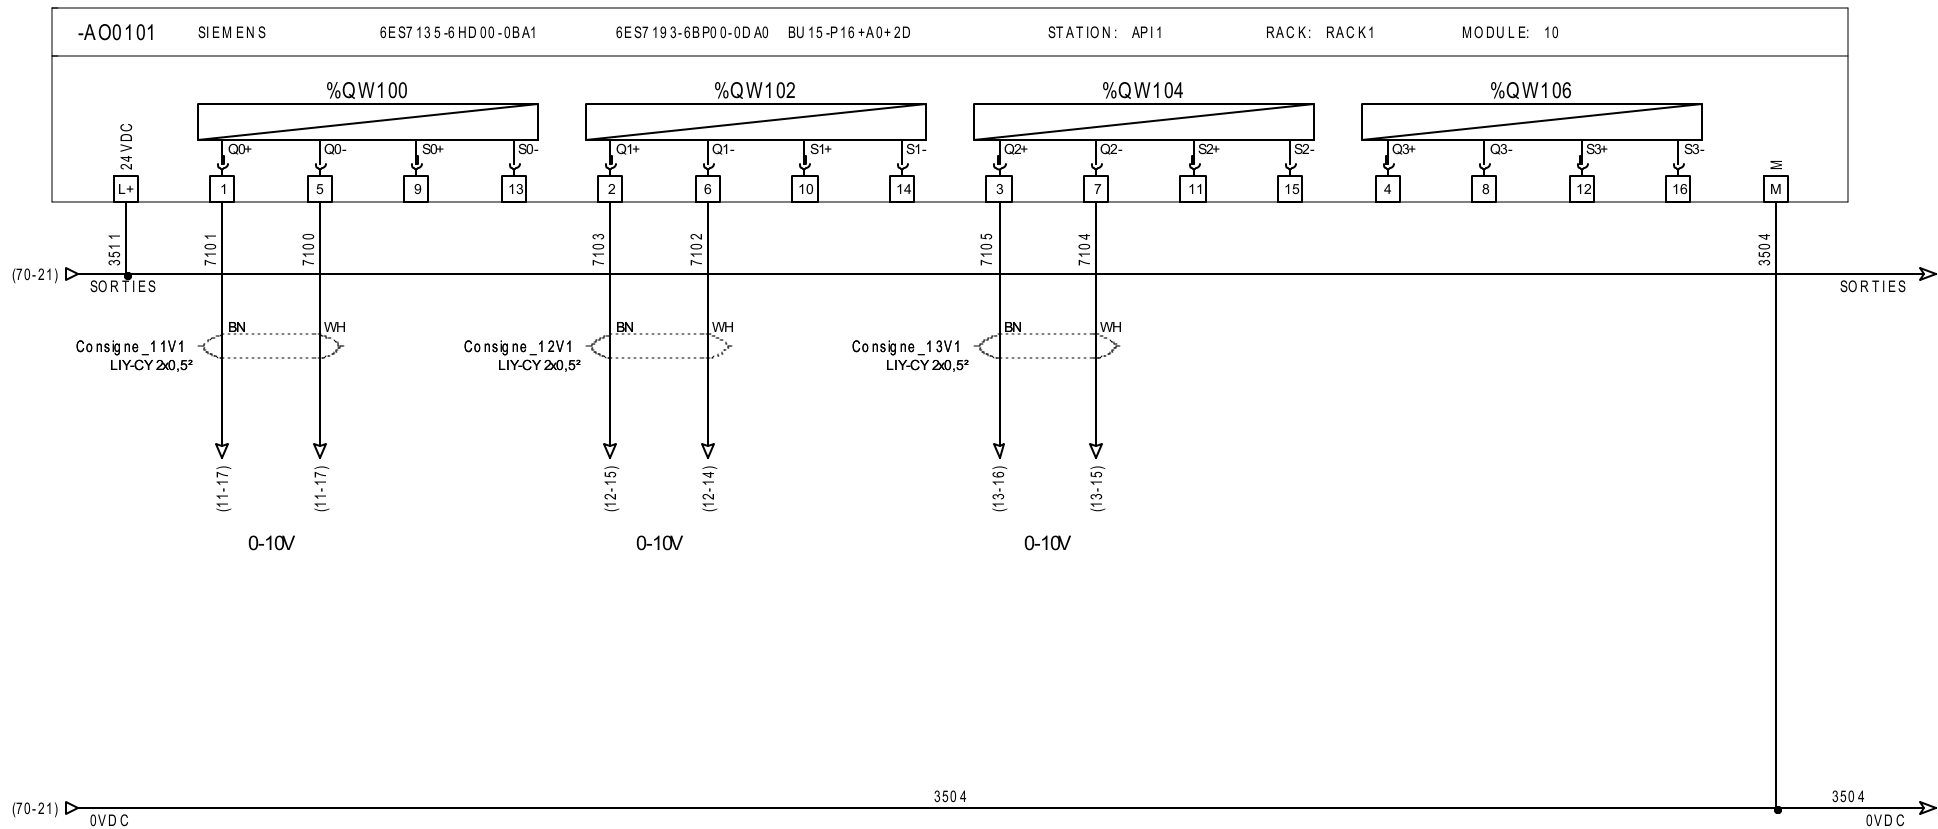 -AO0101 SIEMENS 6ES7135-6HD00-0BA1 6ES7193-6BP00-0DA0 BU15-P16+A0+2D STATION: API1 RACK: RACK1 MODULE: 10
%QW100 %QW102 %QW104 %QW106
24VDC Q0+ Q0- S0+ S0- Q1+ Q1- S1+ S1- Q2+ Q2- S2+ S2- Q3+ Q3- S3+ S3- M
L+ 1 5 9 13 2 6 10 14 3 7 11 15 4 8 12 16 M
3511 7101 7100 7103 7102 7105 7104 3504
(70-21)
SORTIES SORTIES
BN WH BN WH BN WH
Consigne_11V1 Consigne_12V1 Consigne_13V1
LIY-CY 2x0,5² LIY-CY 2x0,5² LIY-CY 2x0,5²
(11-17) (11-17) (12-15) (12-14) (13-16) (13-15)
0-10V 0-10V 0-10V
3504 3504
(70-21)
0VDC 0VDC